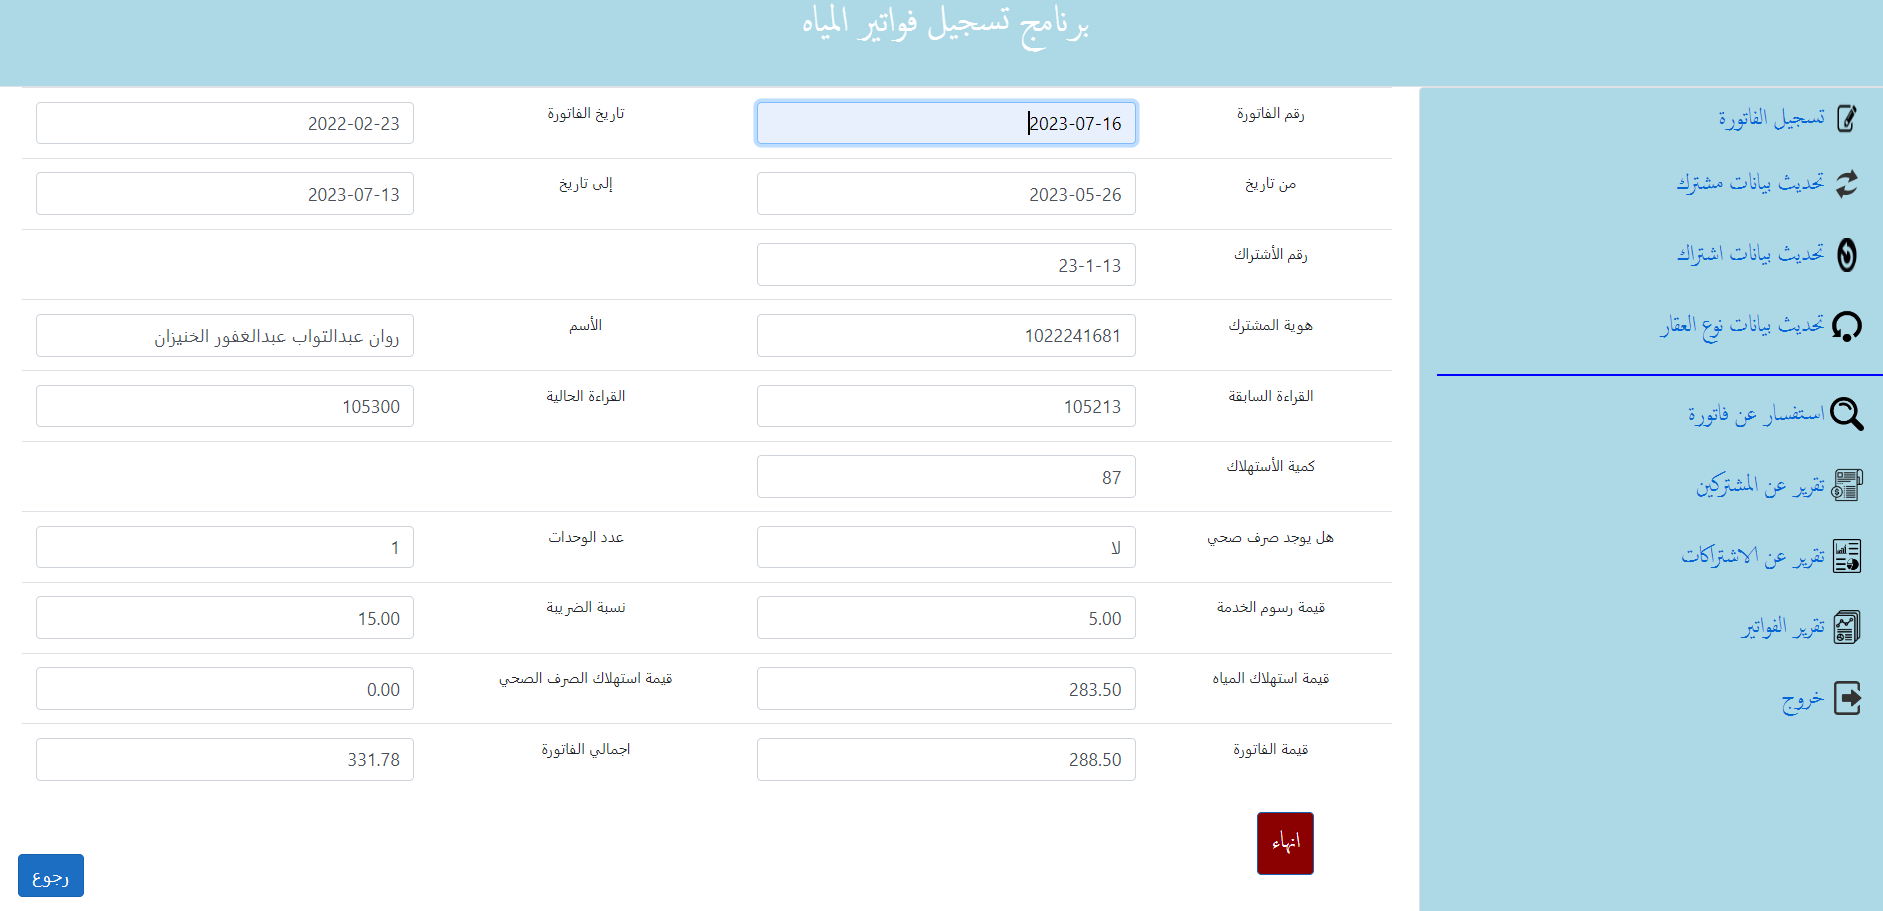 برنامج تسجيل فواتير المياه
تسجيل الفاتورة
تحديث بيانات مشترك
تحديث بيانات اشتراك
تحديث بيانات نوع العقار
استفسار عن فاتورة
تقرير عن المشتركين
تقرير عن الاشتراكات
تقرير الفواتير
خروج
رقم الفاتورة 2023-07-16 تاريخ الفاتورة 2022-02-23
من تاريخ 2023-05-26 إلى تاريخ 2023-07-13
رقم الأشتراك 23-1-13
هوية المشترك 1022241681 الأسم روان عبدالتواب عبدالغفور الخنيزان
القراءة السابقة 105213 القراءة الحالية 105300
كمية الأستهلاك 87
هل يوجد صرف صحي لا عدد الوحدات 1
قيمة رسوم الخدمة 5.00 نسبة الضريبة 15.00
قيمة استهلاك المياه 283.50 قيمة استهلاك الصرف الصحي 0.00
قيمة الفاتورة 288.50 اجمالي الفاتورة 331.78
انهاء
رجوع